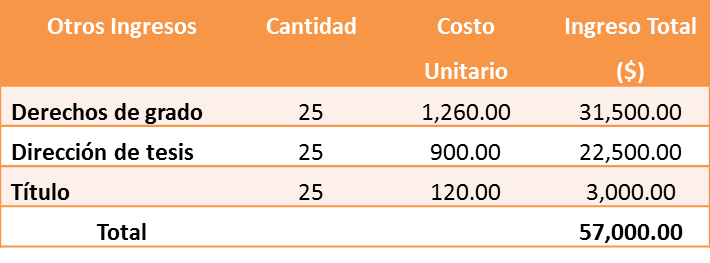 Otros Ingresos Cantidad Costo Unitario Ingreso Total ($)
Derechos de grado 25 1,260.00 31,500.00
Dirección de tesis 25 900.00 22,500.00
Título 25 120.00 3,000.00
Total 57,000.00